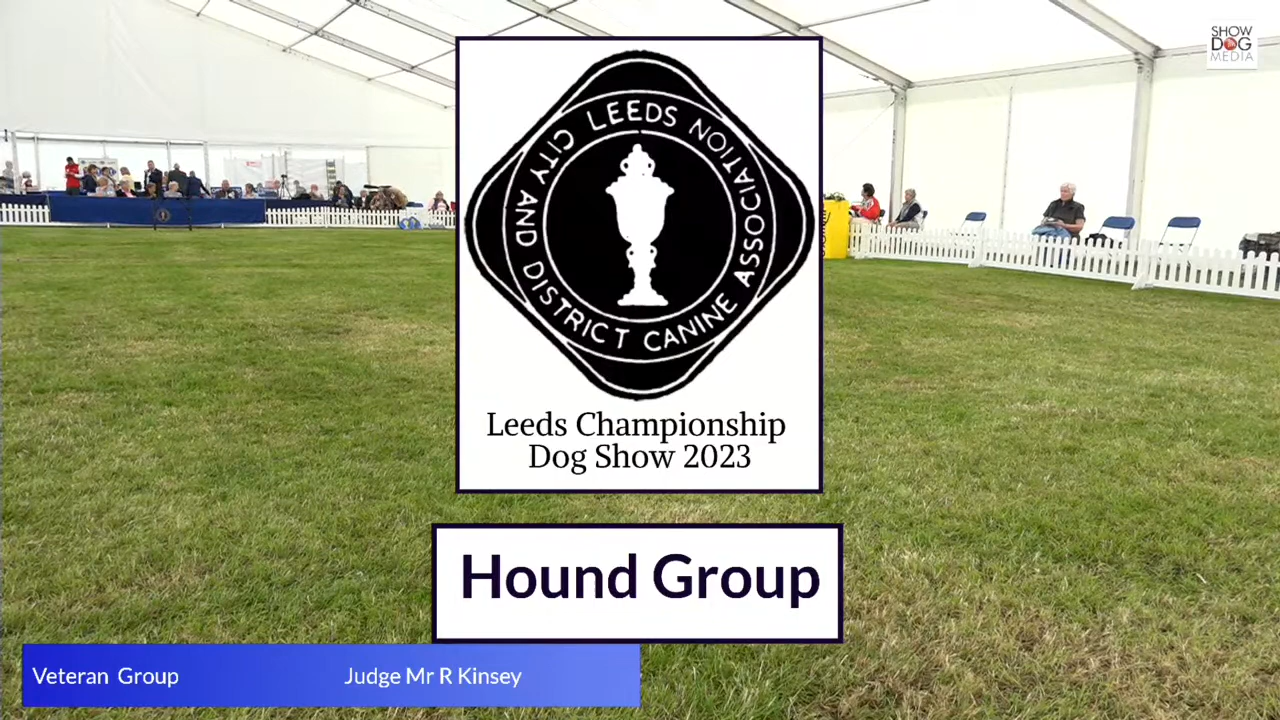 SHOW
DOG
MEDIA
LEEDS
CITY AND DISTRICT CANINE ASSOCIATION
Leeds Championship
Dog Show 2023
Hound Group
Veteran Group
Judge Mr R Kinsey